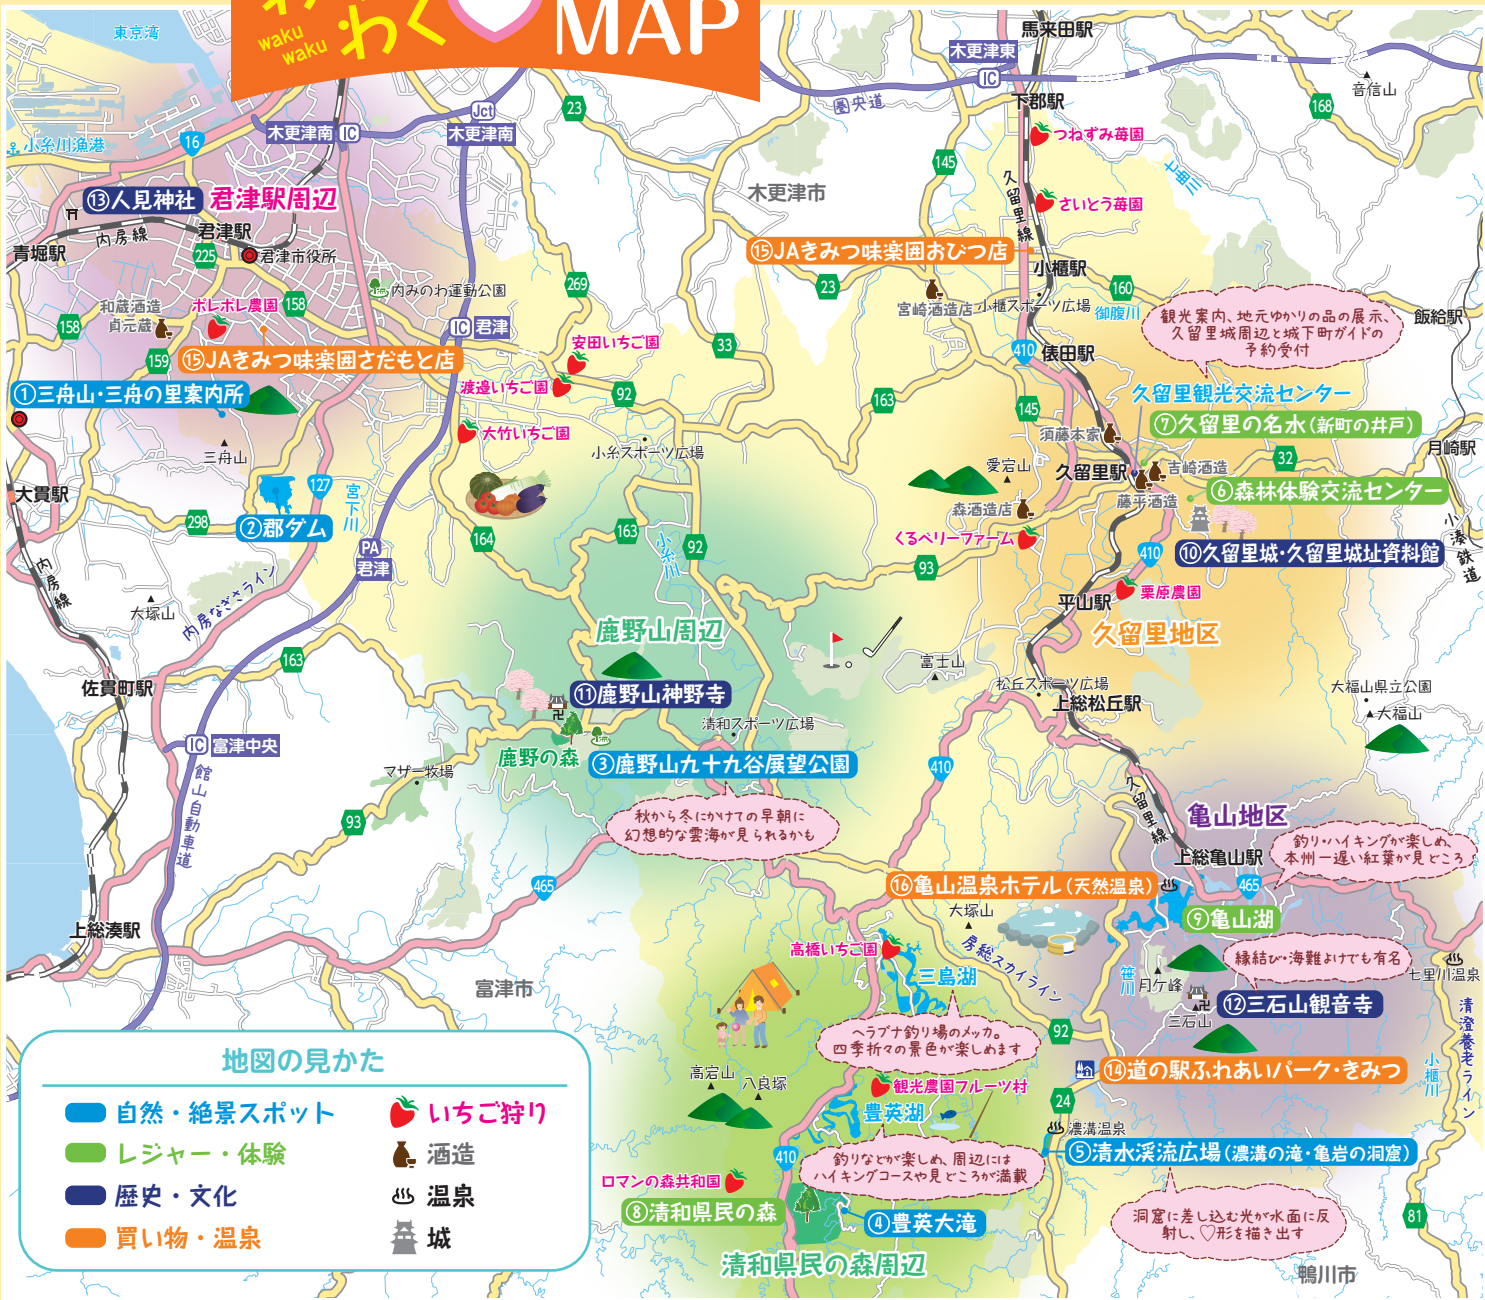 waku
waku
わく
MAP
東京湾
小糸川漁港
16
木更津南 IC
Jct
木更津南
23
木更津東
IC
圏央道
馬来田駅
下郡駅
つねずみ苺園
168
音信山
⑬人見神社
君津駅周辺
145
木更津市
久留里線
さいとう苺園
七曲川
青堀駅
内房線
君津駅
225
君津市役所
⑮JAきみつ味楽囲おびつ店
小櫃駅
内みのわ運動公園
269
23
宮崎酒造店
小櫃スポーツ広場
160
御腹川
和蔵酒造
貞元蔵
ポレポレ農園
158
158
IC 君津
観光案内、地元ゆかりの品の展示、
久留里城周辺と城下町ガイドの
予約受付
飯給駅
159
⑮JAきみつ味楽囲さだもと店
安田いちご園
33
410
俵田駅
①三舟山・三舟の里案内所
渡邉いちご園
92
163
145
久留里観光交流センター
⑦久留里の名水(新町の井戸)
三舟山
大竹いちご園
小糸スポーツ広場
須藤本家
月崎駅
愛宕山
久留里駅
吉崎酒造
32
大貫駅
127
宮下川
藤平酒造
⑥森林体験交流センター
森酒造店
298
②郡ダム
164
163
小糸川
92
くるべリーファーム
410
⑩久留里城・久留里城址資料館
小湊鉄道
PA
君津
93
内房線
内房なぎさライン
大塚山
栗原農園
平山駅
久留里地区
鹿野山周辺
163
富士山
佐貫町駅
⑪鹿野山神野寺
松丘スポーツ広場
上総松丘駅
大福山県立公園
大福山
清和スポーツ広場
IC 富津中央
鹿野の森
③鹿野山九十九谷展望公園
マザー牧場
410
館山自動車道
93
秋から冬にかけての早朝に
幻想的な雲海が見られるかも
久留里線
亀山地区
釣り・ハイキングが楽しめ、
本州一遅い紅葉が見どころ
上総亀山駅
465
⑯亀山温泉ホテル(天然温泉)
465
⑨亀山湖
大塚山
上総湊駅
高橋いちご園
房総スカイライン
縁結び・海難よけでも有名
三島湖
笹川
月ケ峰
七里川温泉
富津市
⑫三石山観音寺
三石山
清澄養老ライン
ヘラブナ釣り場のメッカ。
四季折々の景色が楽しめます
92
小櫃川
高宕山
八良塚
観光農園フルーツ村
⑭道の駅ふれあいパーク・きみつ
豊英湖
24
濃溝温泉
410
釣りなどが楽しめ、周辺には
ハイキングコースや見どころが満載
⑤清水渓流広場(濃溝の滝・亀岩の洞窟)
ロマンの森共和国
⑧清和県民の森
④豊英大滝
洞窟に差し込む光が水面に反
射し、♡形を描き出す
81
清和県民の森周辺
鴨川市
地図の見かた
自然・絶景スポット
いちご狩り
レジャー・体験
酒造
歴史・文化
温泉
買い物・温泉
城